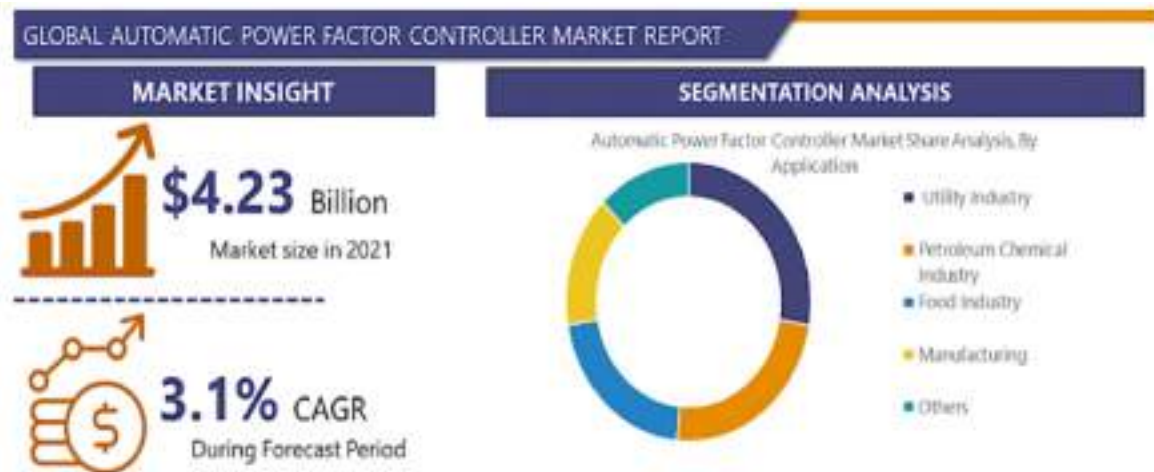 GLOBAL AUTOMATIC POWER FACTOR CONTROLLER MARKET REPORT
MARKET INSIGHT
$4.23 Billion
Market size in 2021
$
3.1% CAGR
During Forecast Period
SEGMENTATION ANALYSIS
Automatic Power Factor Controller Market Share Analysis, By
Application
Utility Industry
Petroleum Chemical
Industry
Food Industry
Manufacturing
Others